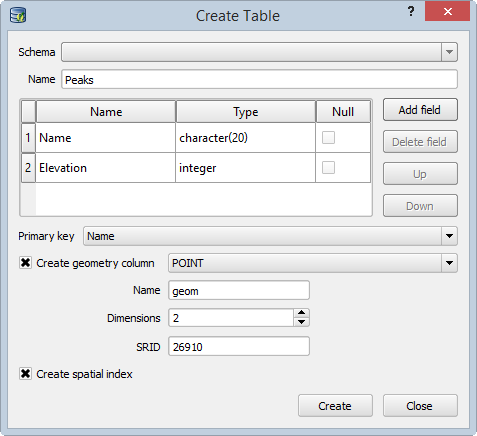 Create Table
?
Schema
Name Peaks
Name Type Null Add field
1 Name character(20)
Delete field
2 Elevation integer
Up
Down
Primary key Name
Create geometry column POINT
Name geom
Dimensions 2
SRID 26910
Create spatial index
Create Close